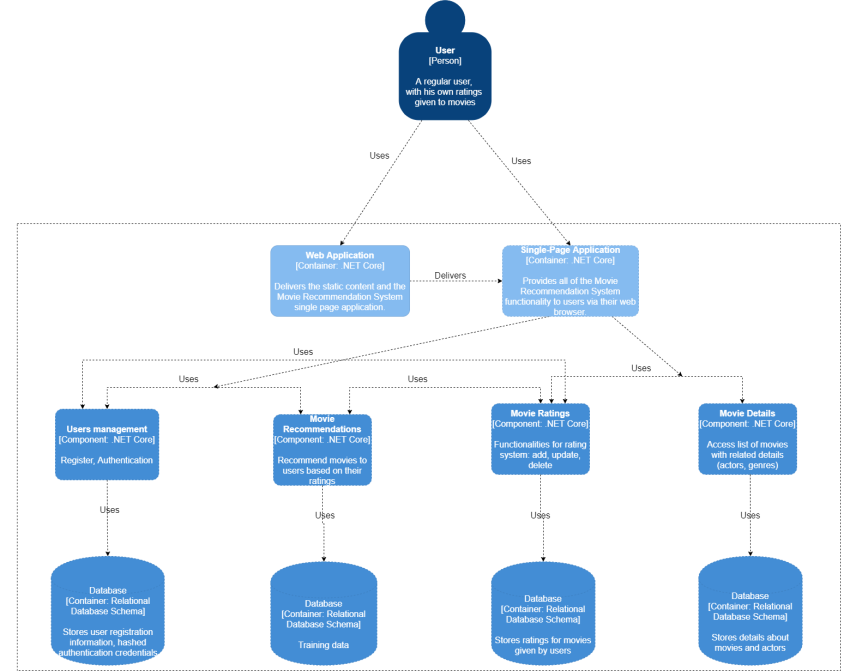 User
[Person]
A regular user,
with his own ratings
given to movies
Uses
Uses
Web Application
[Container: .NET Core]
Delivers the static content and the
Movie Recommendation System
single page application.
Delivers
Single-Page Application
[Container: .NET Core]
Provides all of the Movie
Recommendation System
functionality to users via their web
browser.
Uses
Uses
Uses
Uses
Users management
[Component: .NET Core]
Register, Authentication
Movie
Recommendations
[Component: .NET Core]
Recommend movies to
users based on their
ratings
Movie Ratings
[Component: .NET Core]
Functionalities for rating
system: add, update,
delete
Movie Details
[Component: .NET Core]
Access list of movies
with related details
(actors, genres)
Uses
Uses
Uses
Uses
Database
[Container: Relational
Database Schema]
Stores user registration
information, hashed
authentication credentials
Database
[Container: Relational
Database Schema]
Training data
Database
[Container: Relational
Database Schema]
Stores ratings for movies
given by users
Database
[Container: Relational
Database Schema]
Stores details about
movies and actors